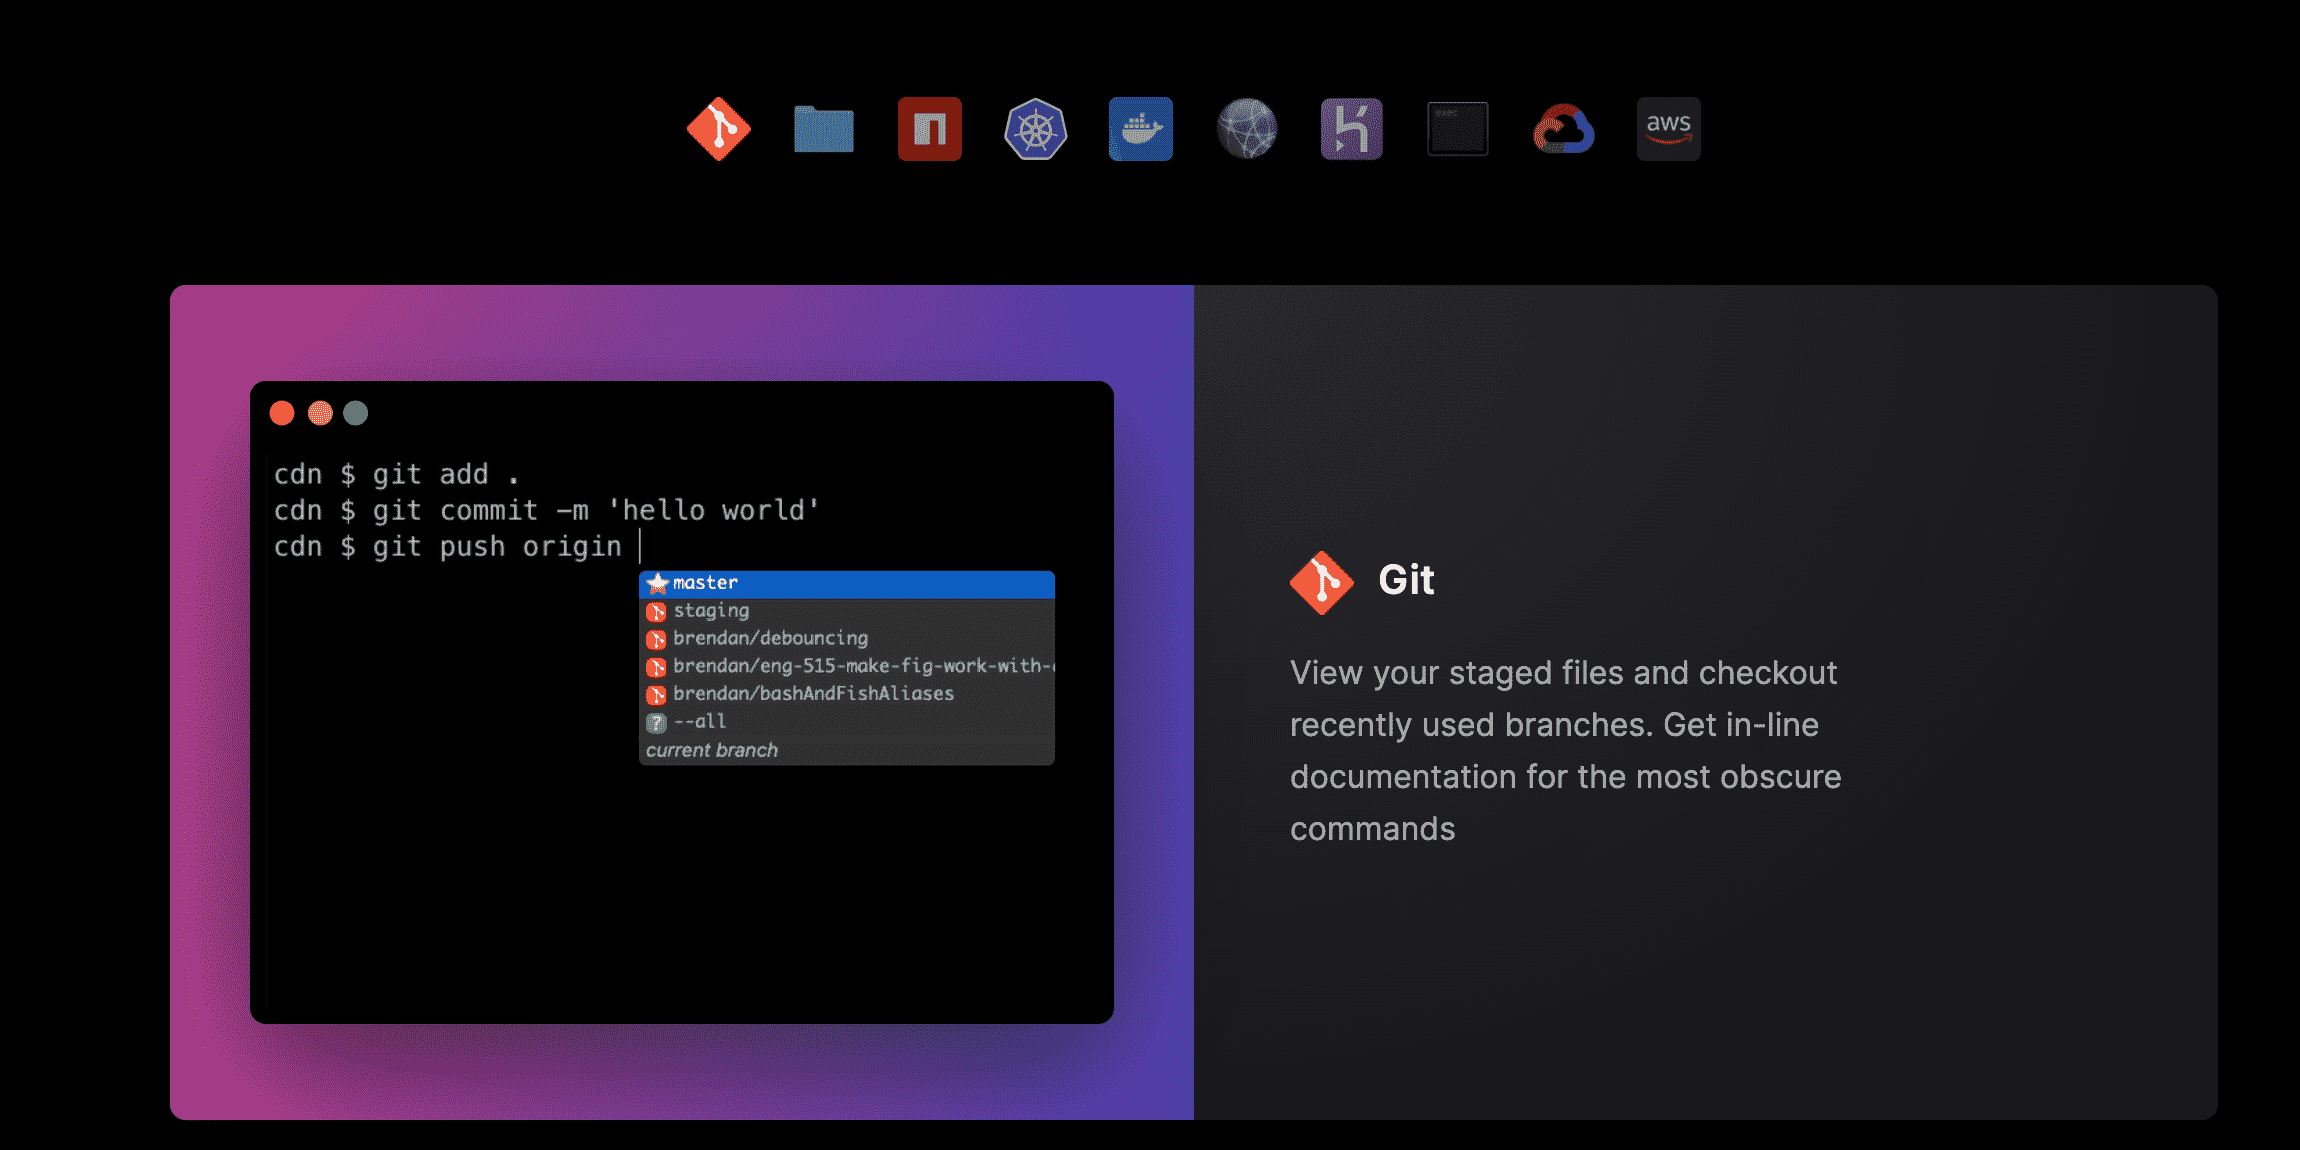 exec
aws
cdn $ git add .
cdn $ git commit -m 'hello world'
cdn $ git push origin
master
staging
brendan/debouncing
brendan/eng-515-make-fig-work-with-
brendan/bashAndFishAliases
? --all
current branch
Git
View your staged files and checkout
recently used branches. Get in-line
documentation for the most obscure
commands